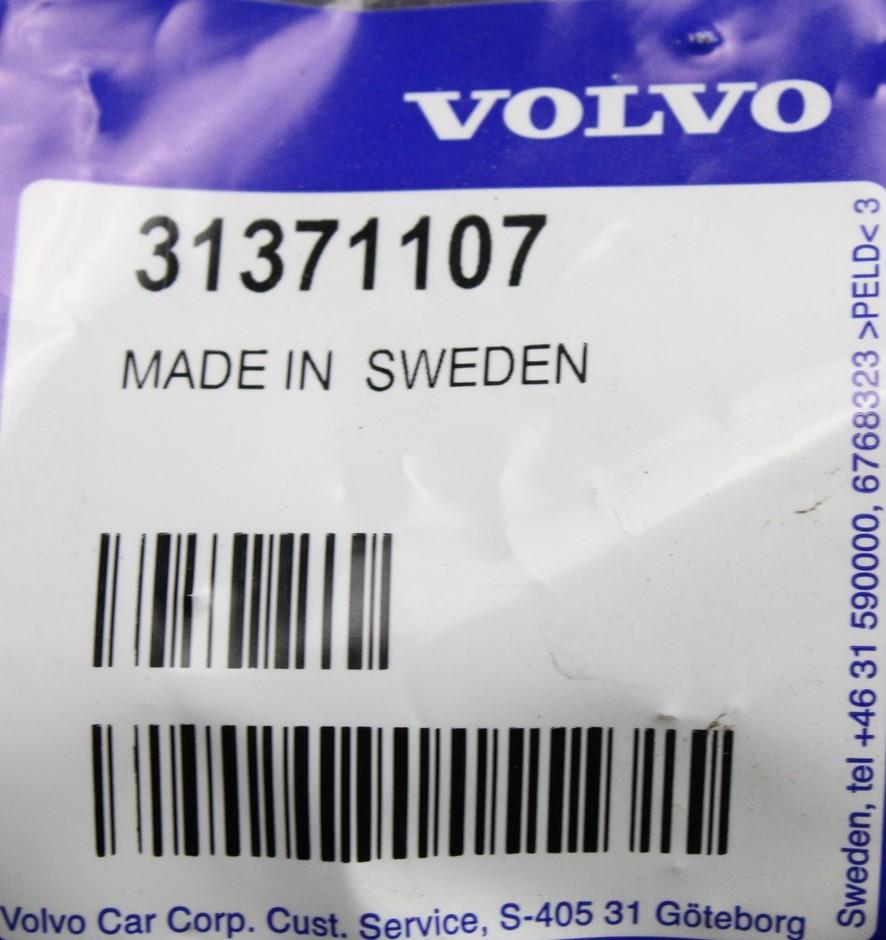 VOLVO
31371107
MADE IN SWEDEN
Volvo Car Corp. Cust. Service, S-405 31 Göteborg
Sweden, tel +46 31 590000, 6768323 >PELD< 3